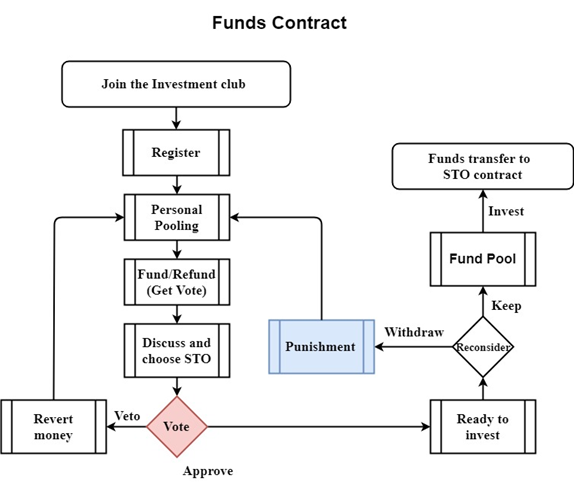 Funds Contract
Join the Investment club
Register
Personal
Pooling
Fund/Refund
(Get Vote)
Discuss and
choose STO
Vote
Veto
Revert
money
Approve
Ready to
invest
Reconsider
Withdraw
Punishment
Keep
Fund Pool
Invest
Funds transfer to
STO contract